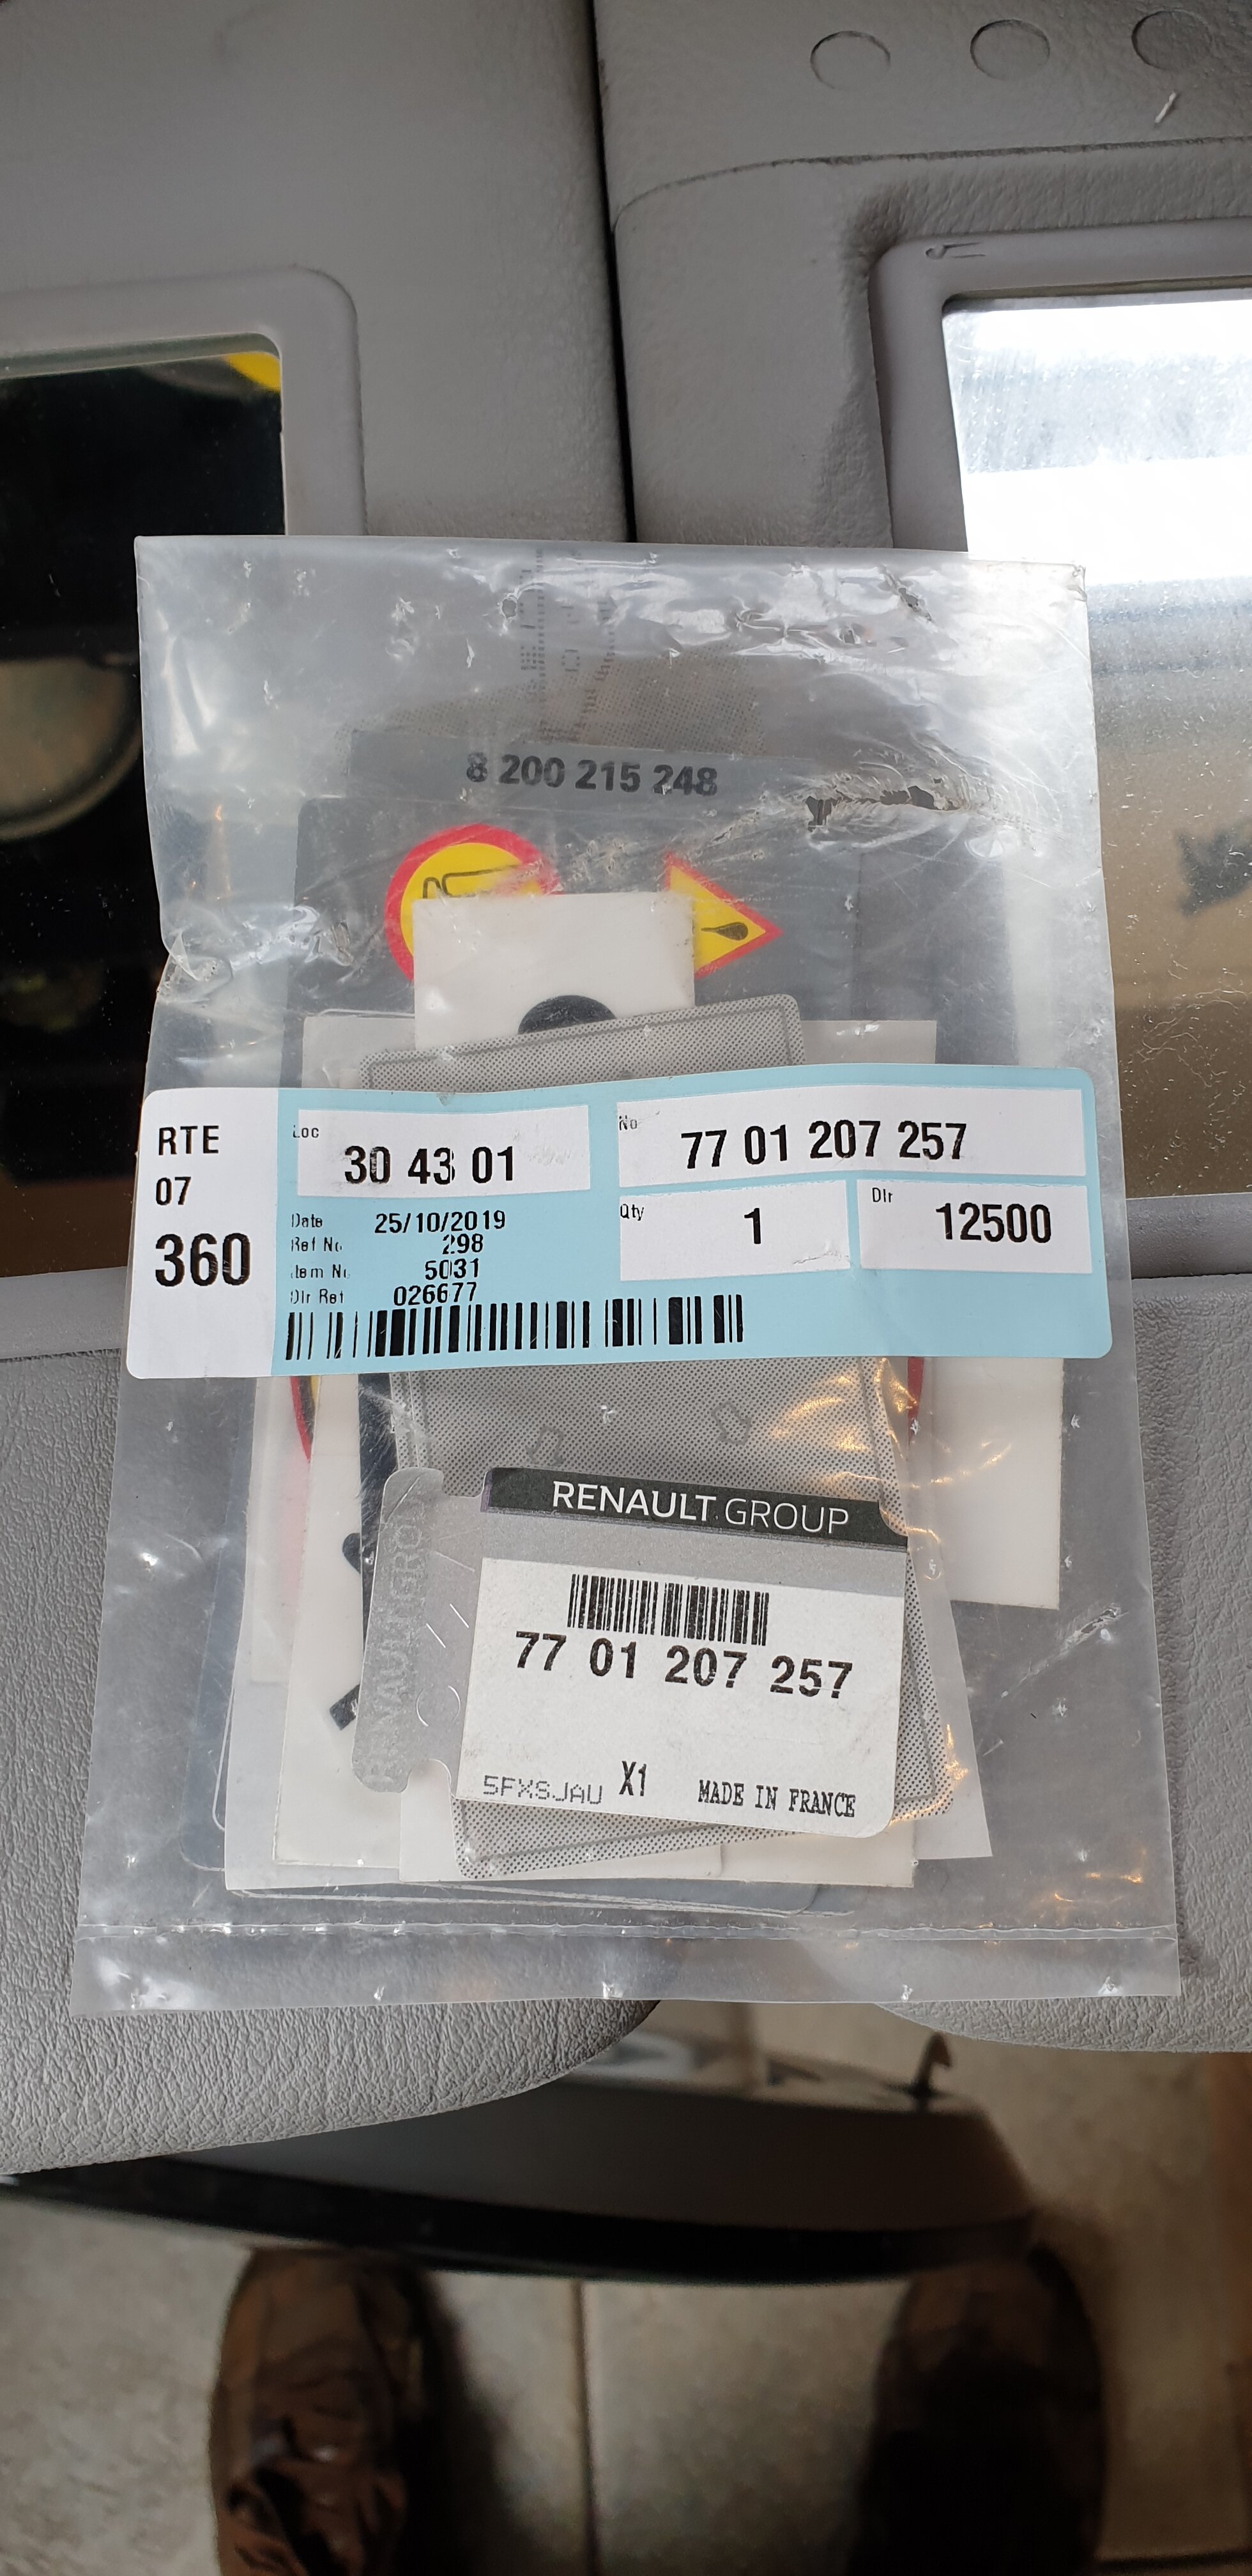 8 200 215 248
RTE
07
360
Loc
30 43 01
No
77 01 207 257
Date 25/10/2019
Ref No 298
Item No 5031
Dlr Ref 026677
Qty
1
Dlr
12500
RENAULT GROUP
77 01 207 257
5FXSJAU X1 MADE IN FRANCE